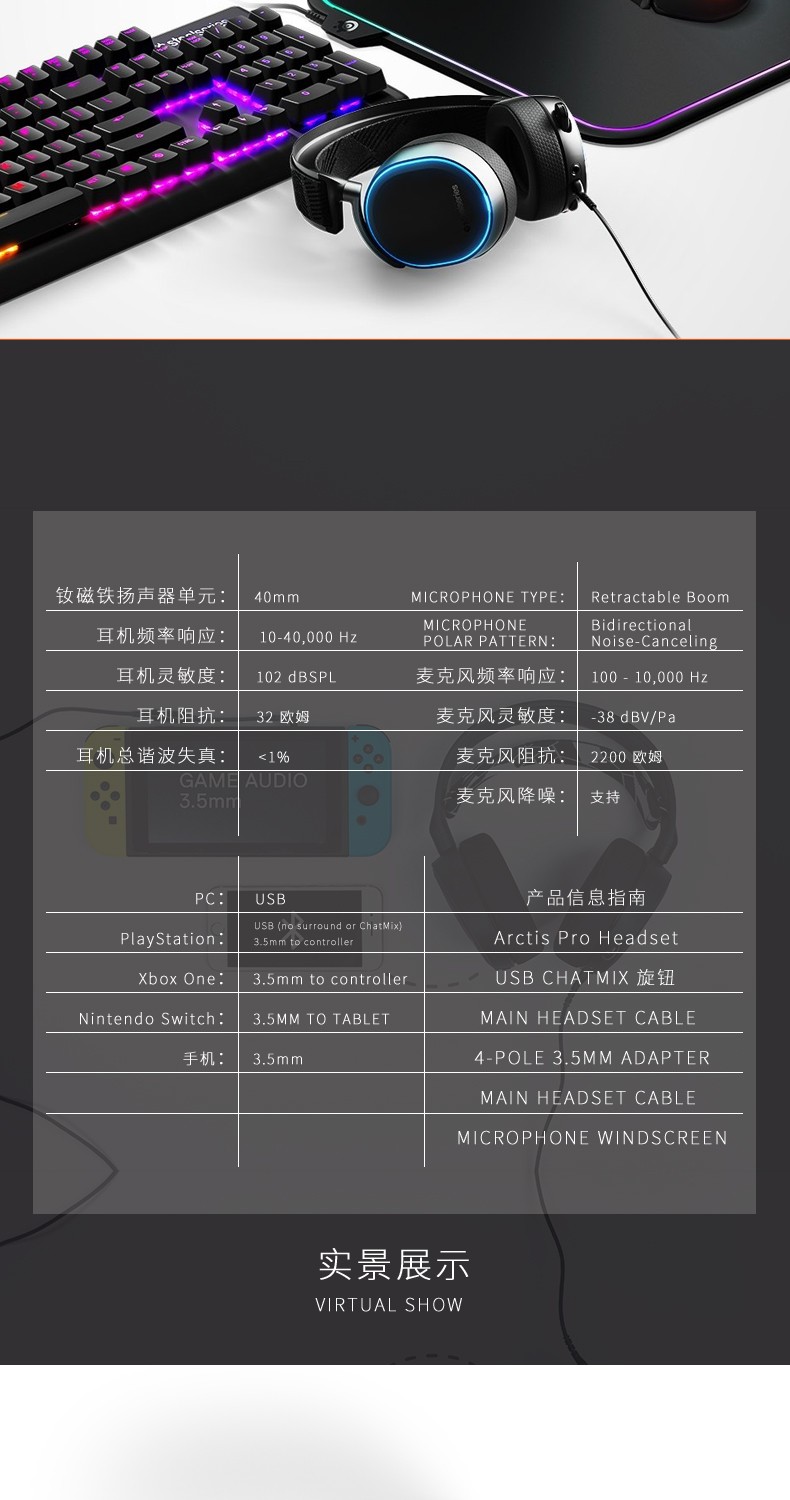 steelseries
钕磁铁扬声器单元： 40mm MICROPHONE TYPE： Retractable Boom
耳机频率响应： 10-40,000 Hz MICROPHONE POLAR PATTERN： Bidirectional Noise-Canceling
耳机灵敏度： 102 dBSPL 麦克风频率响应： 100 - 10,000 Hz
耳机阻抗： 32 欧姆 麦克风灵敏度： -38 dBV/Pa
耳机总谐波失真： <1% 麦克风阻抗： 2200 欧姆
GAME AUDIO
3.5mm
麦克风降噪： 支持
PC： USB 产品信息指南
PlayStation： USB (no surround or ChatMix) 3.5mm to controller Arctis Pro Headset
Xbox One： 3.5mm to controller USB CHATMIX 旋钮
Nintendo Switch： 3.5MM TO TABLET MAIN HEADSET CABLE
手机： 3.5mm 4-POLE 3.5MM ADAPTER
MAIN HEADSET CABLE
MICROPHONE WINDSCREEN
实景展示
VIRTUAL SHOW